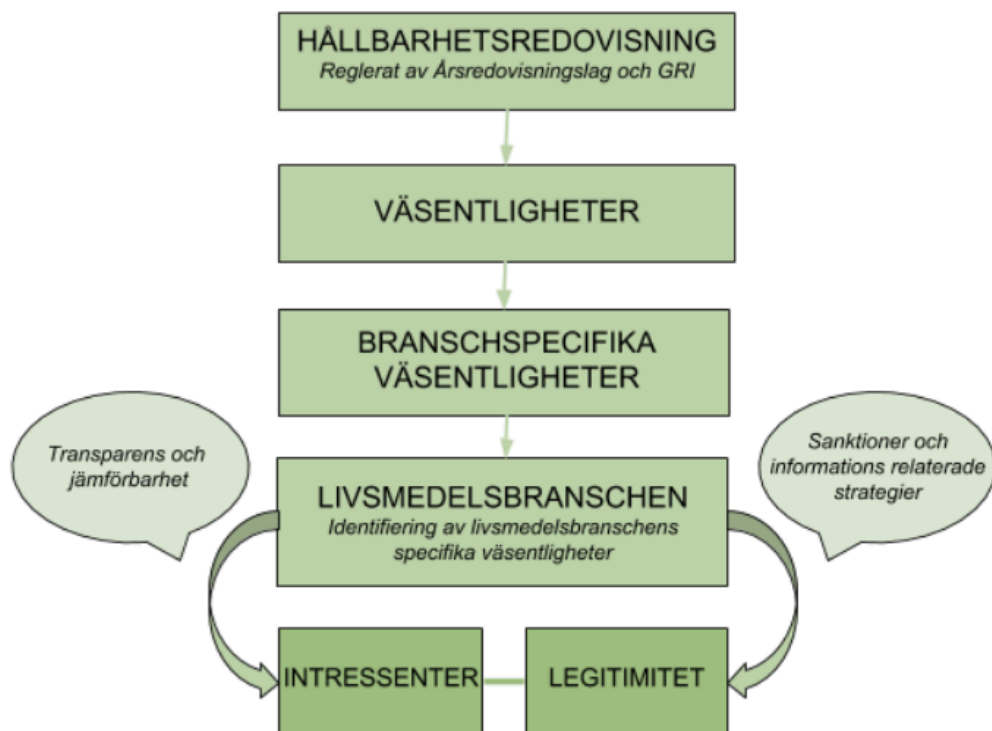 HÅLLBARHETSREDOVISNING
Reglerat av Årsredovisningslag och GRI
VÄSENTLIGHETER
BRANSCHSPECIFIKA
VÄSENTLIGHETER
Transparens och
jämförbarhet
Sanktioner och
informations relaterade
strategier
LIVSMEDELSBRANSCHEN
Identifiering av livsmedelsbranschens
specifika väsentligheter
INTRESSENTER
LEGITIMITET